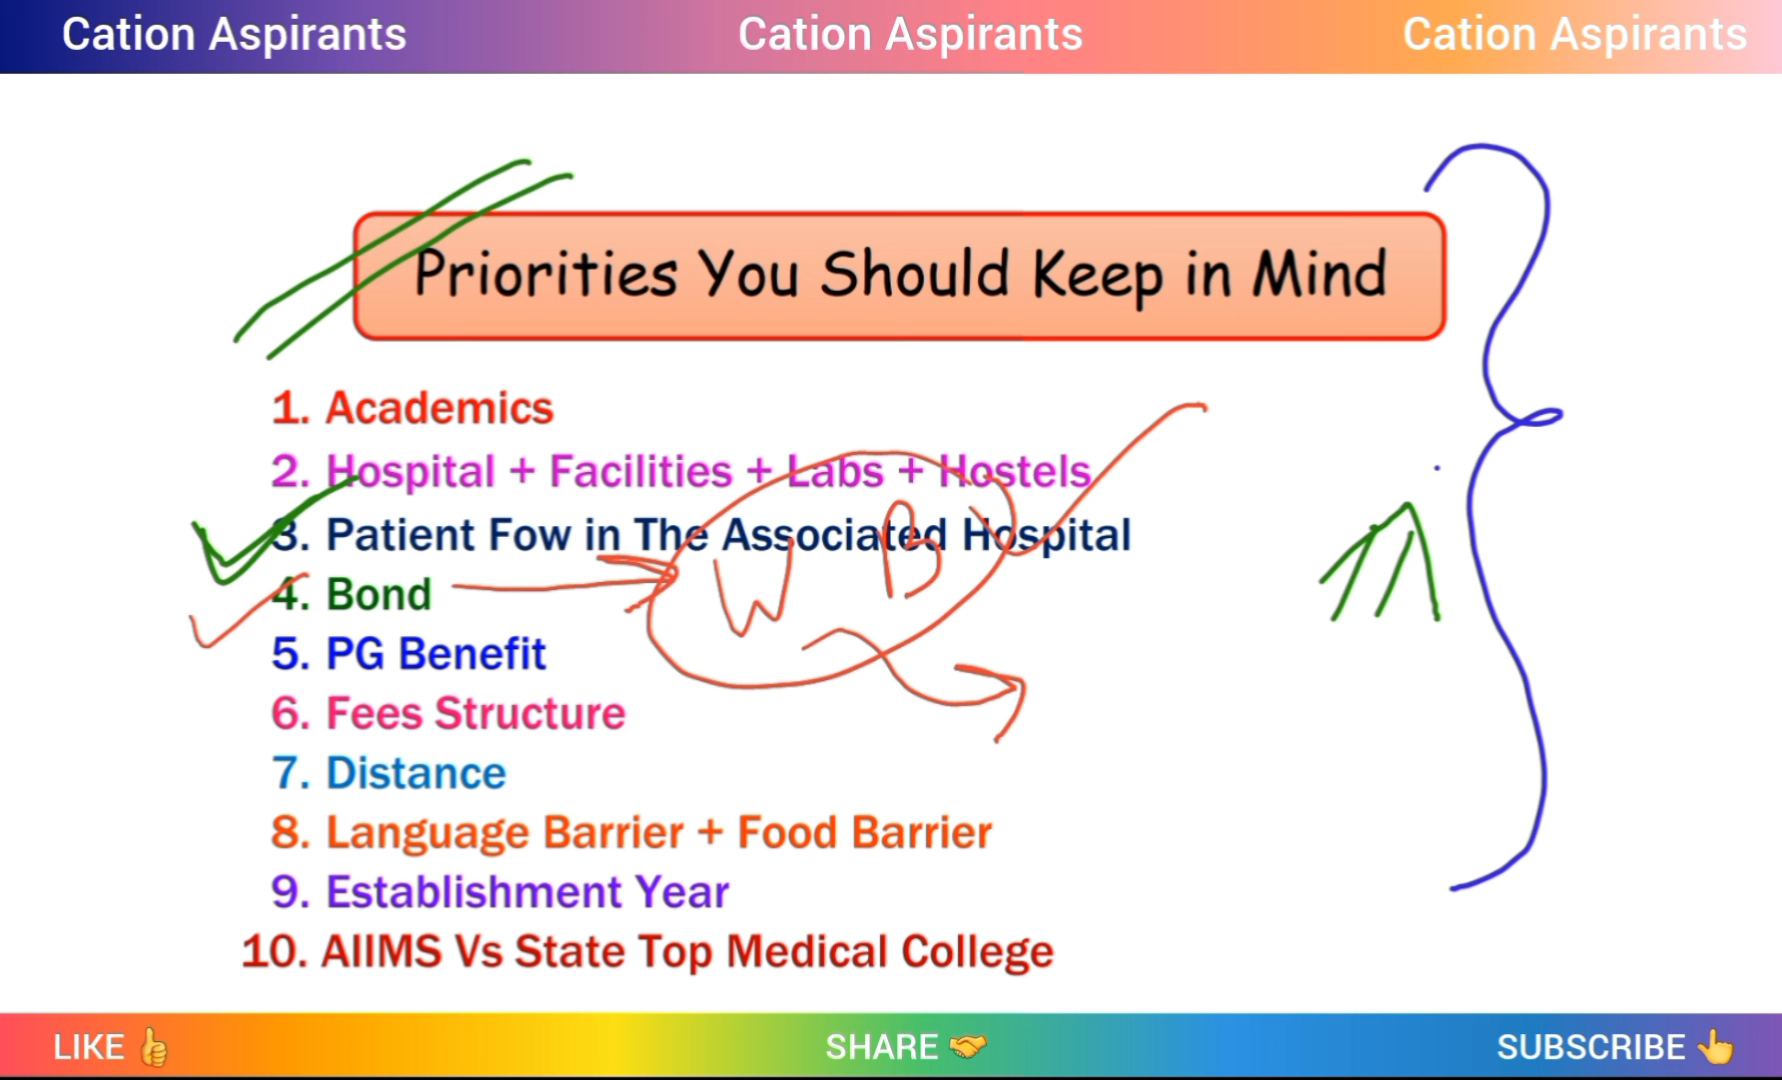 Cation Aspirants Cation Aspirants Cation Aspirants
Priorities You Should Keep in Mind
1. Academics
2. Hospital + Facilities + Labs + Hostels
3. Patient Fow in The Associated Hospital
4. Bond
W B
5. PG Benefit
6. Fees Structure
7. Distance
8. Language Barrier + Food Barrier
9. Establishment Year
10. AIIMS Vs State Top Medical College
LIKE 👍 SHARE 🤝 SUBSCRIBE 👆